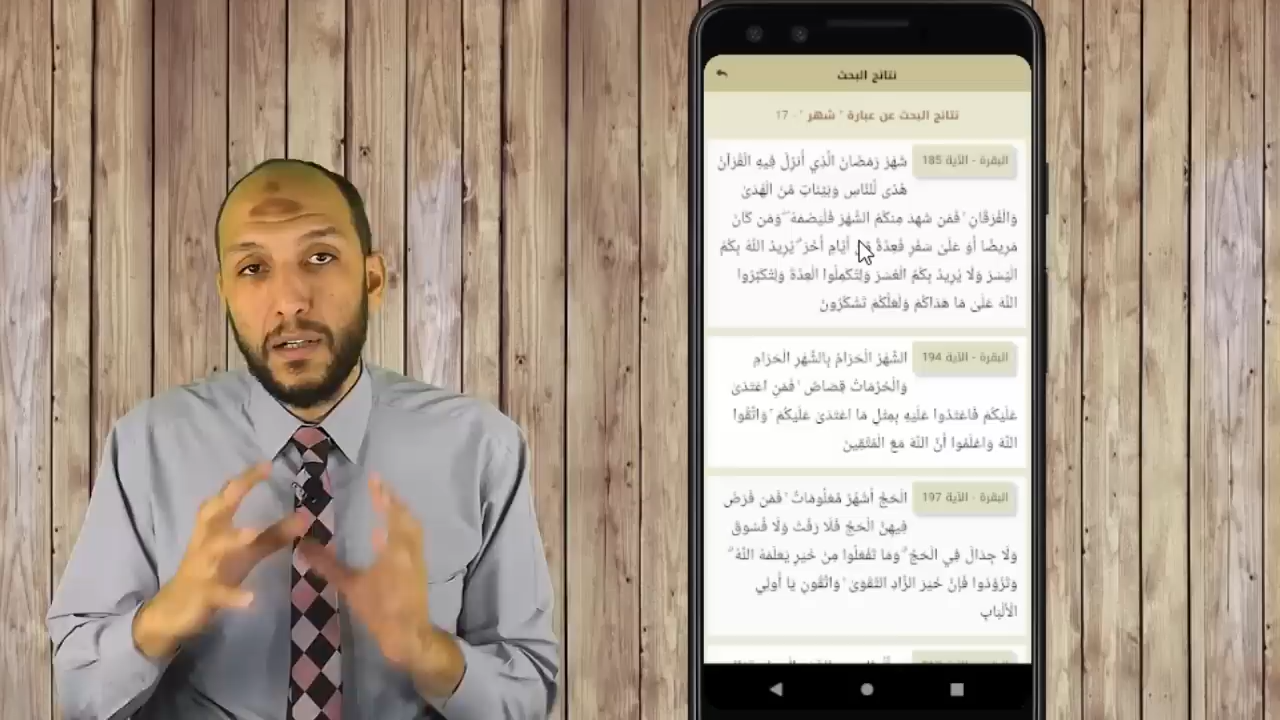 نتائج البحث
نتائج البحث عن عبارة " شهر " - 17
البقرة - الآية 185
شَهْرُ رَمَضَانَ الَّذِي أُنزِلَ فِيهِ الْقُرْآنُ
هُدًى لِّلنَّاسِ وَبَيِّنَاتٍ مِّنَ الْهُدَىٰ
وَالْفُرْقَانِ ۚ فَمَن شَهِدَ مِنكُمُ الشَّهْرَ فَلْيَصُمْهُ ۖ وَمَن كَانَ
مَرِيضًا أَوْ عَلَىٰ سَفَرٍ فَعِدَّةٌ أَيَّامٍ أُخَرَ ۗ يُرِيدُ اللَّهُ بِكُمُ
الْيُسْرَ وَلَا يُرِيدُ بِكُمُ الْعُسْرَ وَلِتُكْمِلُوا الْعِدَّةَ وَلِتُكَبِّرُوا
اللَّهَ عَلَىٰ مَا هَدَاكُمْ وَلَعَلَّكُمْ تَشْكُرُونَ
البقرة - الآية 194
الشَّهْرُ الْحَرَامُ بِالشَّهْرِ الْحَرَامِ
وَالْحُرُمَاتُ قِصَاصٌ ۚ فَمَنِ اعْتَدَىٰ
عَلَيْكُمْ فَاعْتَدُوا عَلَيْهِ بِمِثْلِ مَا اعْتَدَىٰ عَلَيْكُمْ ۚ وَاتَّقُوا
اللَّهَ وَاعْلَمُوا أَنَّ اللَّهَ مَعَ الْمُتَّقِينَ
البقرة - الآية 197
الْحَجُّ أَشْهُرٌ مَّعْلُومَاتٌ ۚ فَمَن فَرَضَ
فِيهِنَّ الْحَجَّ فَلَا رَفَثَ وَلَا فُسُوقَ
وَلَا جِدَالَ فِي الْحَجِّ ۗ وَمَا تَفْعَلُوا مِنْ خَيْرٍ يَعْلَمْهُ اللَّهُ ۗ
وَتَزَوَّدُوا فَإِنَّ خَيْرَ الزَّادِ التَّقْوَىٰ ۚ وَاتَّقُونِ يَا أُولِي
الْأَلْبَابِ